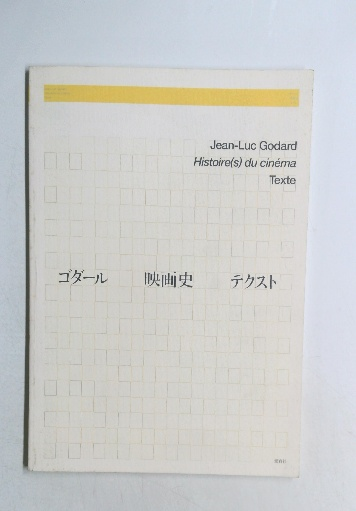 Jean-Luc Godard
Histoire(s) du cinéma
Texte
ゴダール 映画史 テクスト